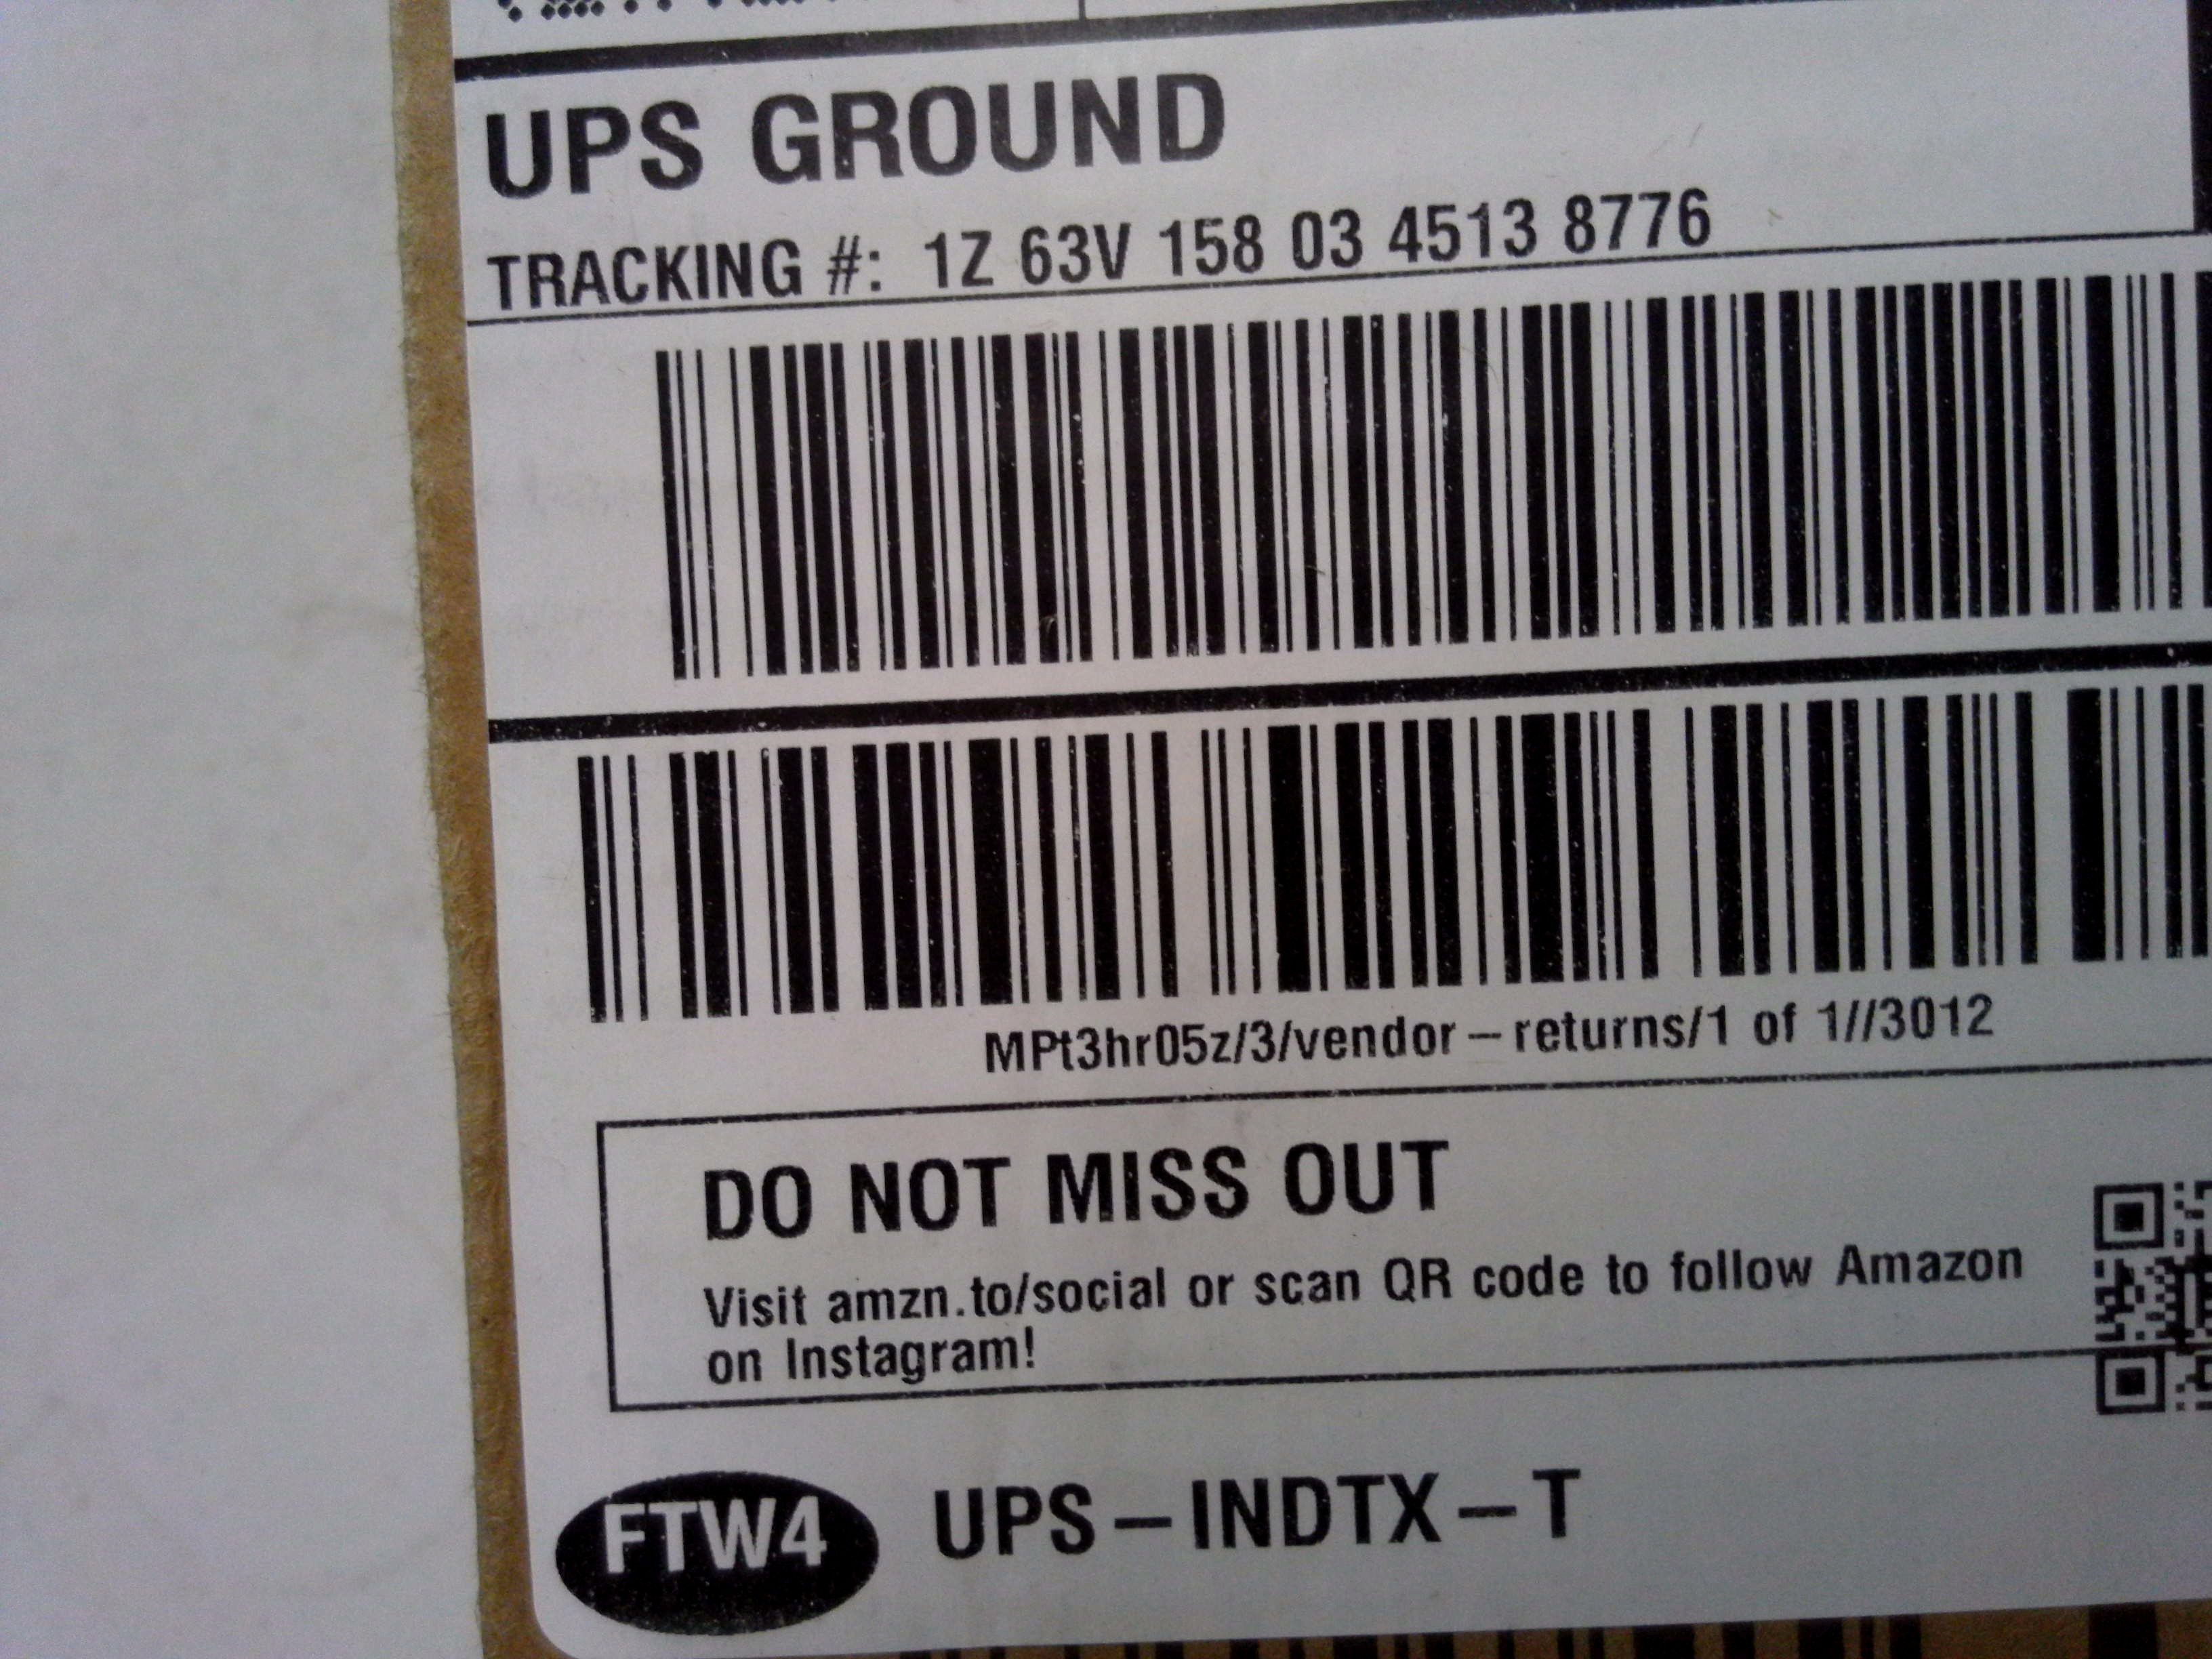 UPS GROUND
TRACKING #: 1Z 63V 158 03 4513 8776
MPt3hr05z/3/vendor – returns/1 of 1//3012
DO NOT MISS OUT
Visit amzn.to/social or scan QR code to follow Amazon
on Instagram!
FTW4 UPS – INDTX – T